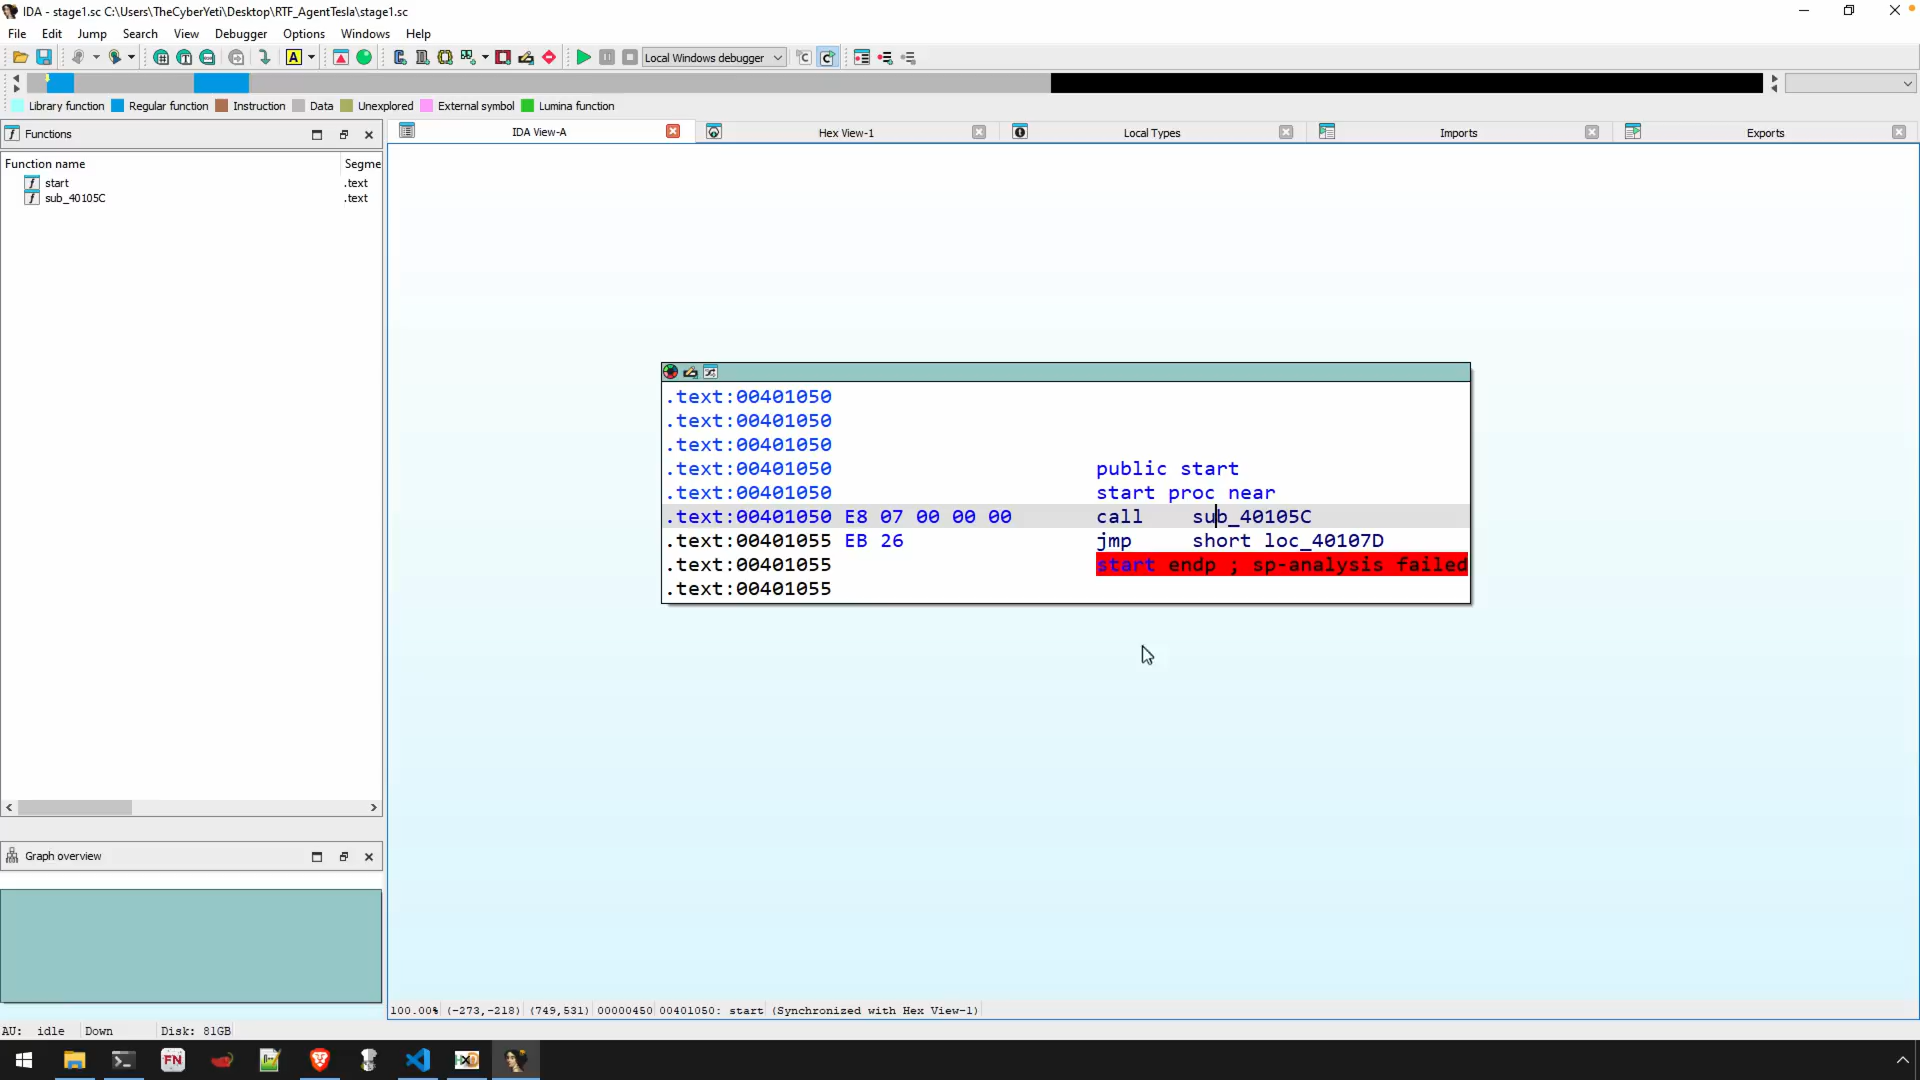 IDA - stage1.sc C:\Users\TheCyberYeti\Desktop\RTF_AgentTesla\stage1.sc
File Edit Jump Search View Debugger Options Windows Help
A Local Windows debugger
Library function Regular function Instruction Data Unexplored External symbol Lumina function
Functions
IDA View-A Hex View-1 Local Types Imports Exports
Function name Segme
start .text
sub_40105C .text
.text:00401050
.text:00401050
.text:00401050
.text:00401050 public start
.text:00401050 start proc near
.text:00401050 E8 07 00 00 00 call sub_40105C
.text:00401055 EB 26 jmp short loc_40107D
.text:00401055 start endp ; sp-analysis failed
.text:00401055
Graph overview
100.00% (-273,-218) (749,531) 00000450 00401050: start (Synchronized with Hex View-1)
AU: idle Down Disk: 81GB
FN